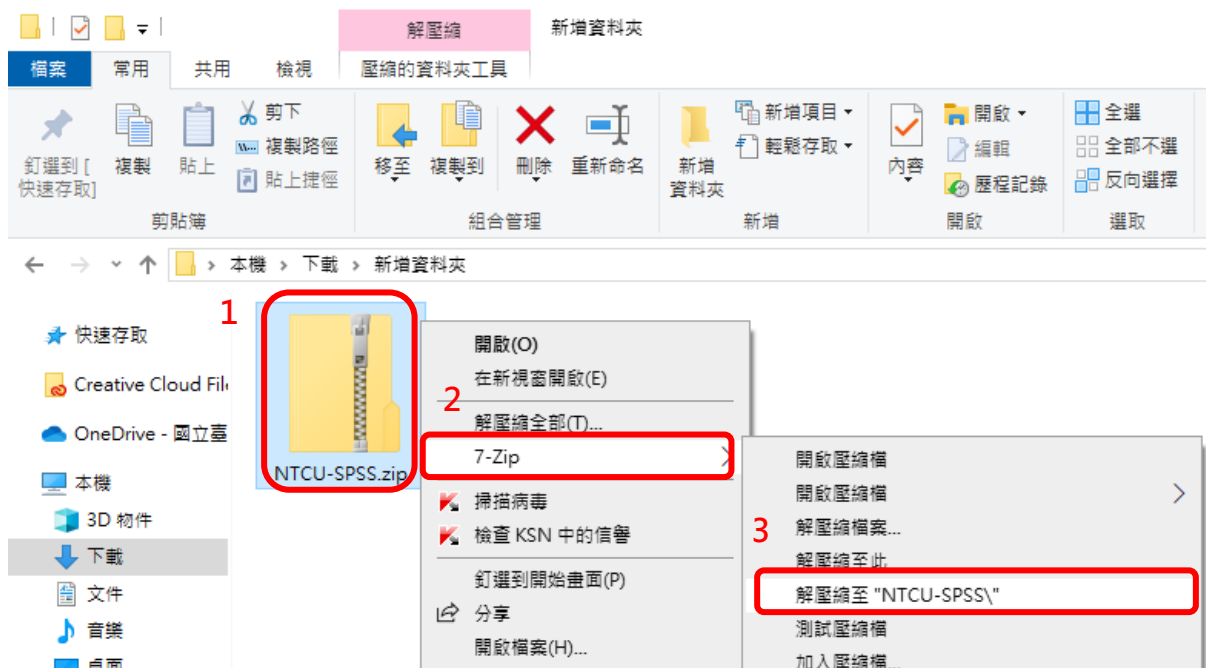 解壓縮
新增資料夾
檔案
常用
共用
檢視
壓縮的資料夾工具
釘選到 [
快速存取]
複製
貼上
剪下
複製路徑
貼上捷徑
剪貼簿
移至
複製到
刪除
重新命名
組合管理
新增
資料夾
新增項目
輕鬆存取
新增
內容
開啟
編輯
歷程記錄
開啟
全選
全部不選
反向選擇
選取
本機 > 下載 > 新增資料夾
快速存取
Creative Cloud Fil
OneDrive - 國立臺
本機
3D 物件
下載
文件
音樂
桌面
1
NTCU-SPSS.zip
開啟(O)
在新視窗開啟(E)
2
解壓縮全部(T)...
7-Zip
掃描病毒
檢查 KSN 中的信譽
釘選到開始畫面(P)
分享
開啟檔案(H)...
開啟壓縮檔
開啟壓縮檔
3
解壓縮檔案...
解壓縮至此
解壓縮至 "NTCU-SPSS\"
測試壓縮檔
加入壓縮檔...